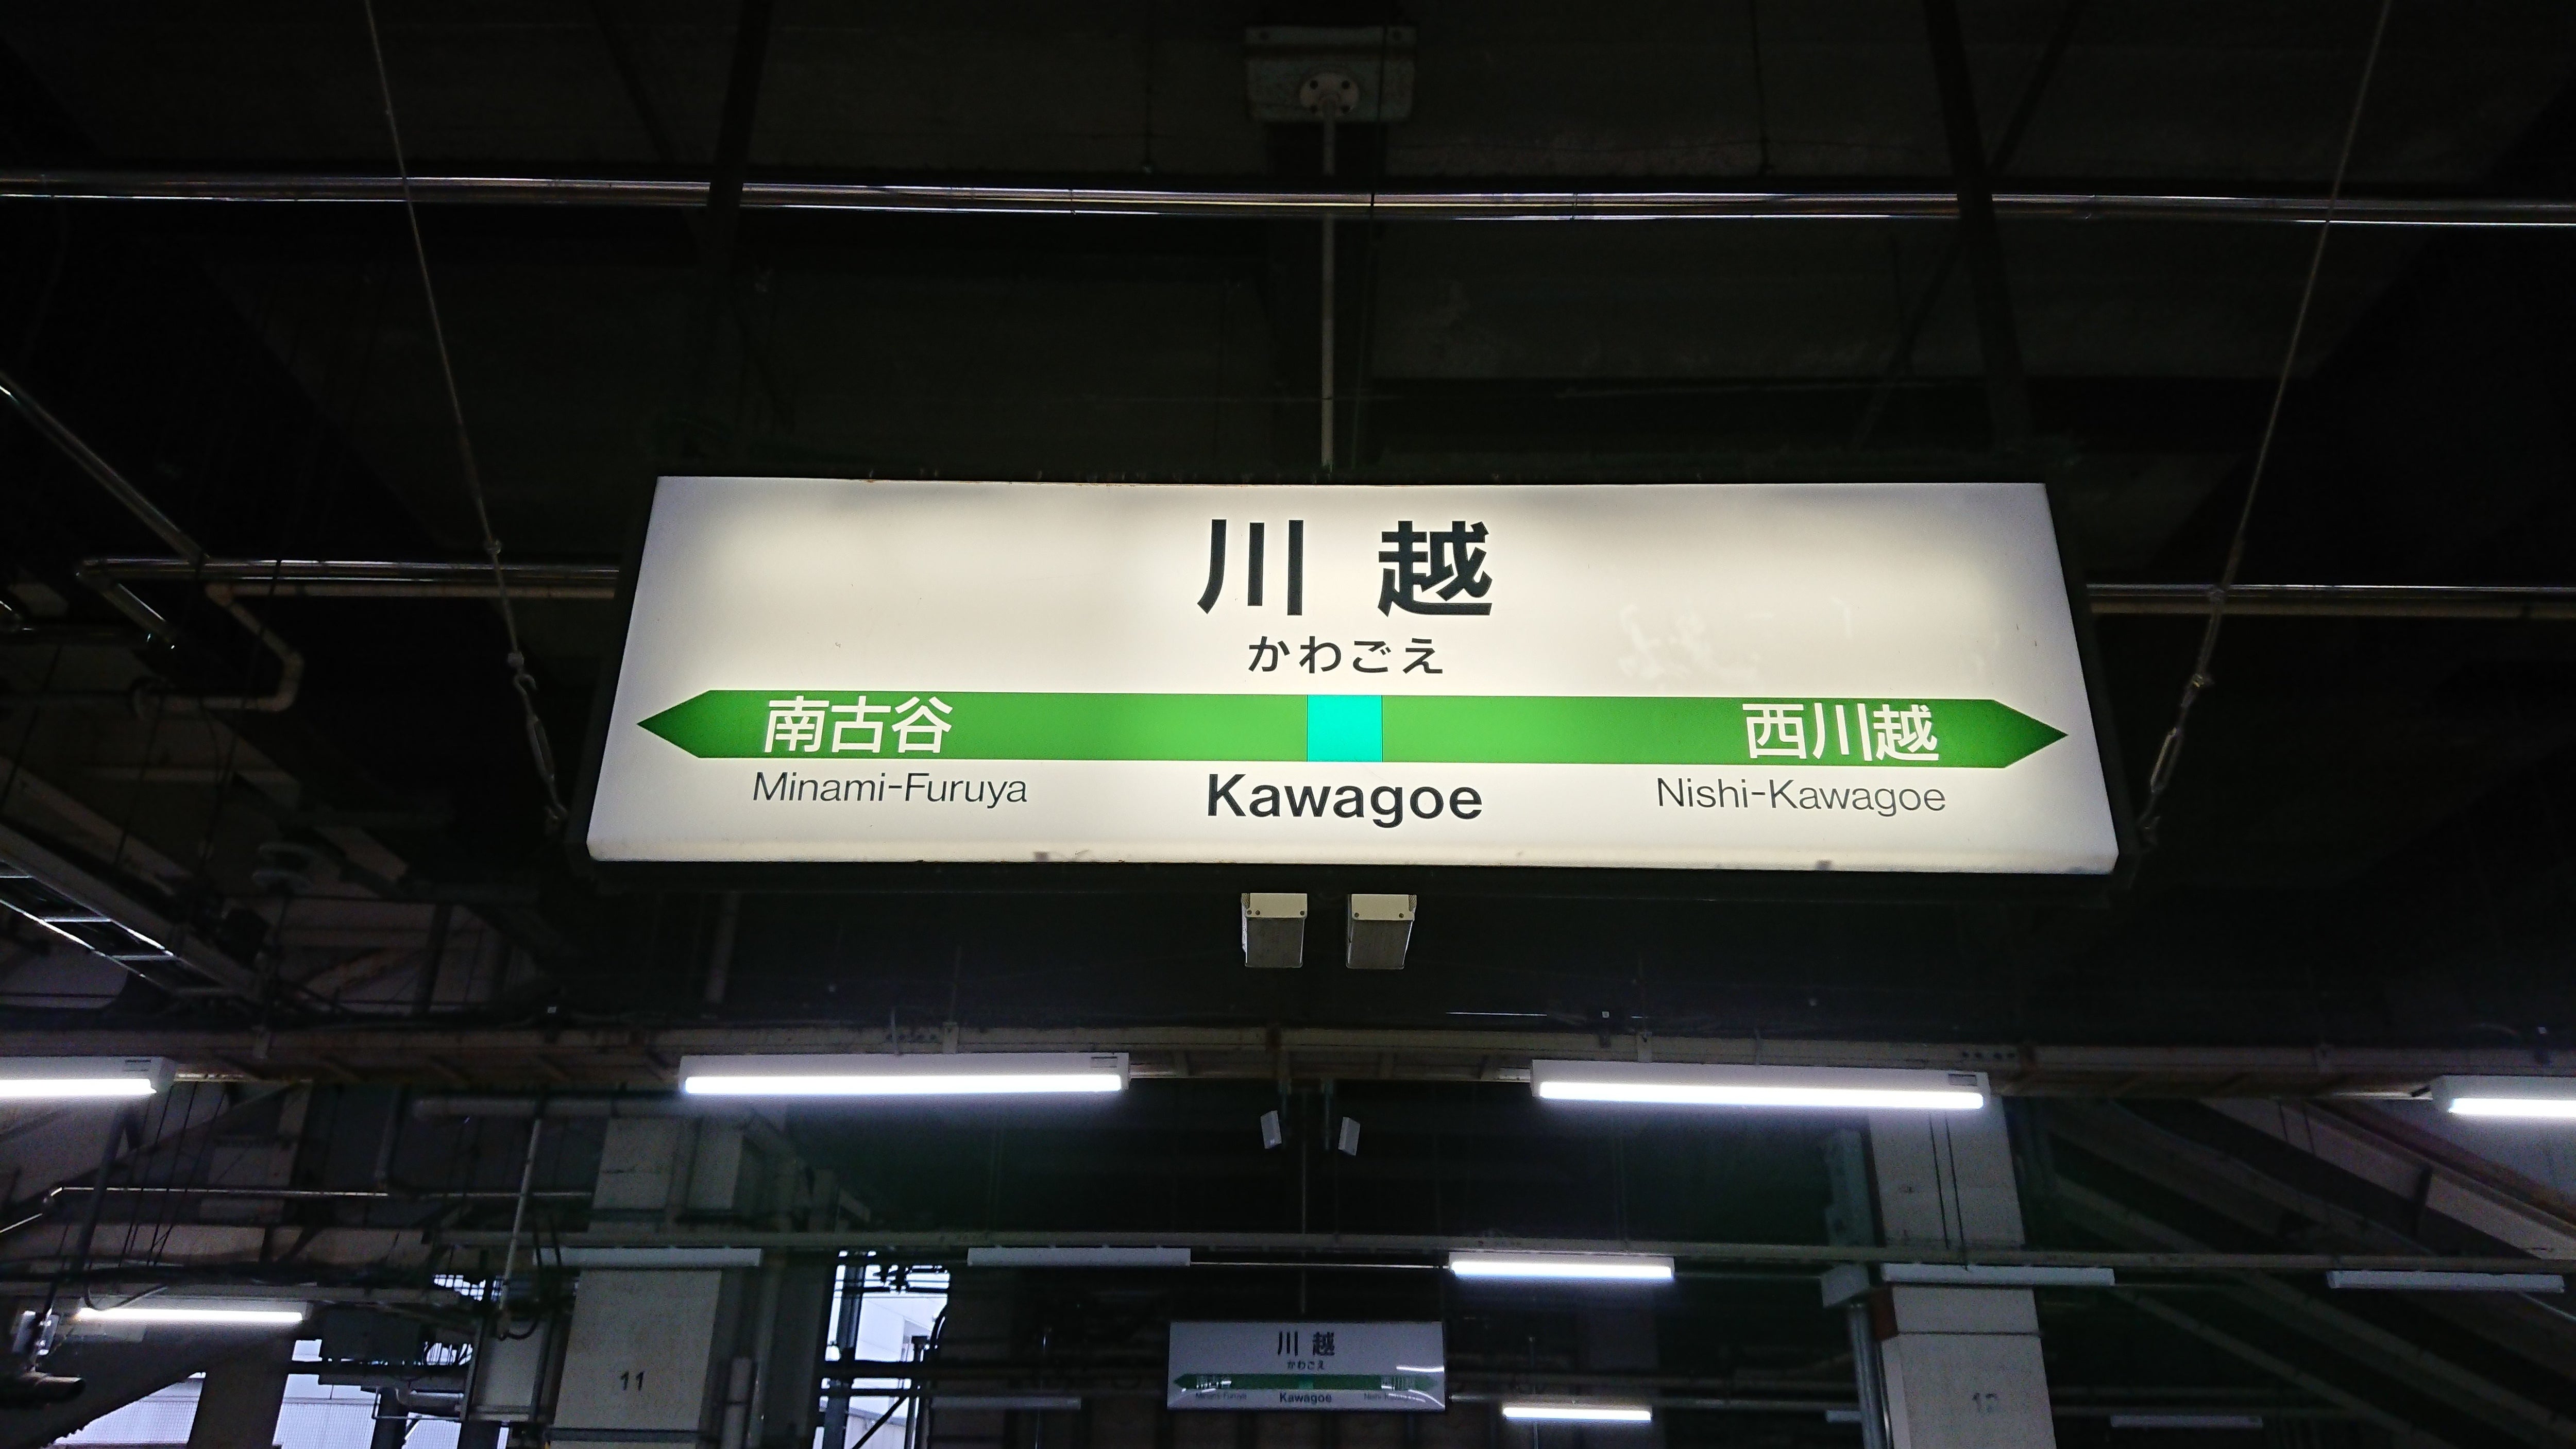 川越
かわごえ
南古谷 西川越
Minami-Furuya Kawagoe Nishi-Kawagoe
11
川越
かわごえ
Kawagoe